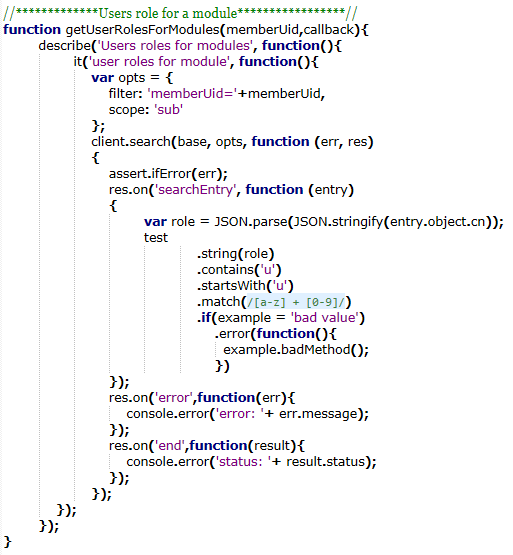 //*************Users role for a module*****************//
function getUserRolesForModules(memberUid,callback){
describe('Users roles for modules', function(){
it('user roles for module', function(){
var opts = {
filter: 'memberUid='+memberUid,
scope: 'sub'
};
client.search(base, opts, function (err, res)
{
assert.ifError(err);
res.on('searchEntry', function (entry)
{
var role = JSON.parse(JSON.stringify(entry.object.cn));
test
.string(role)
.contains('u')
.startsWith('u')
.match(/[a-z] + [0-9]/)
.if(example = 'bad value')
.error(function(){
example.badMethod();
})
});
res.on('error',function(err){
console.error('error: '+ err.message);
});
res.on('end',function(result){
console.error('status: '+ result.status);
});
});
});
});
}